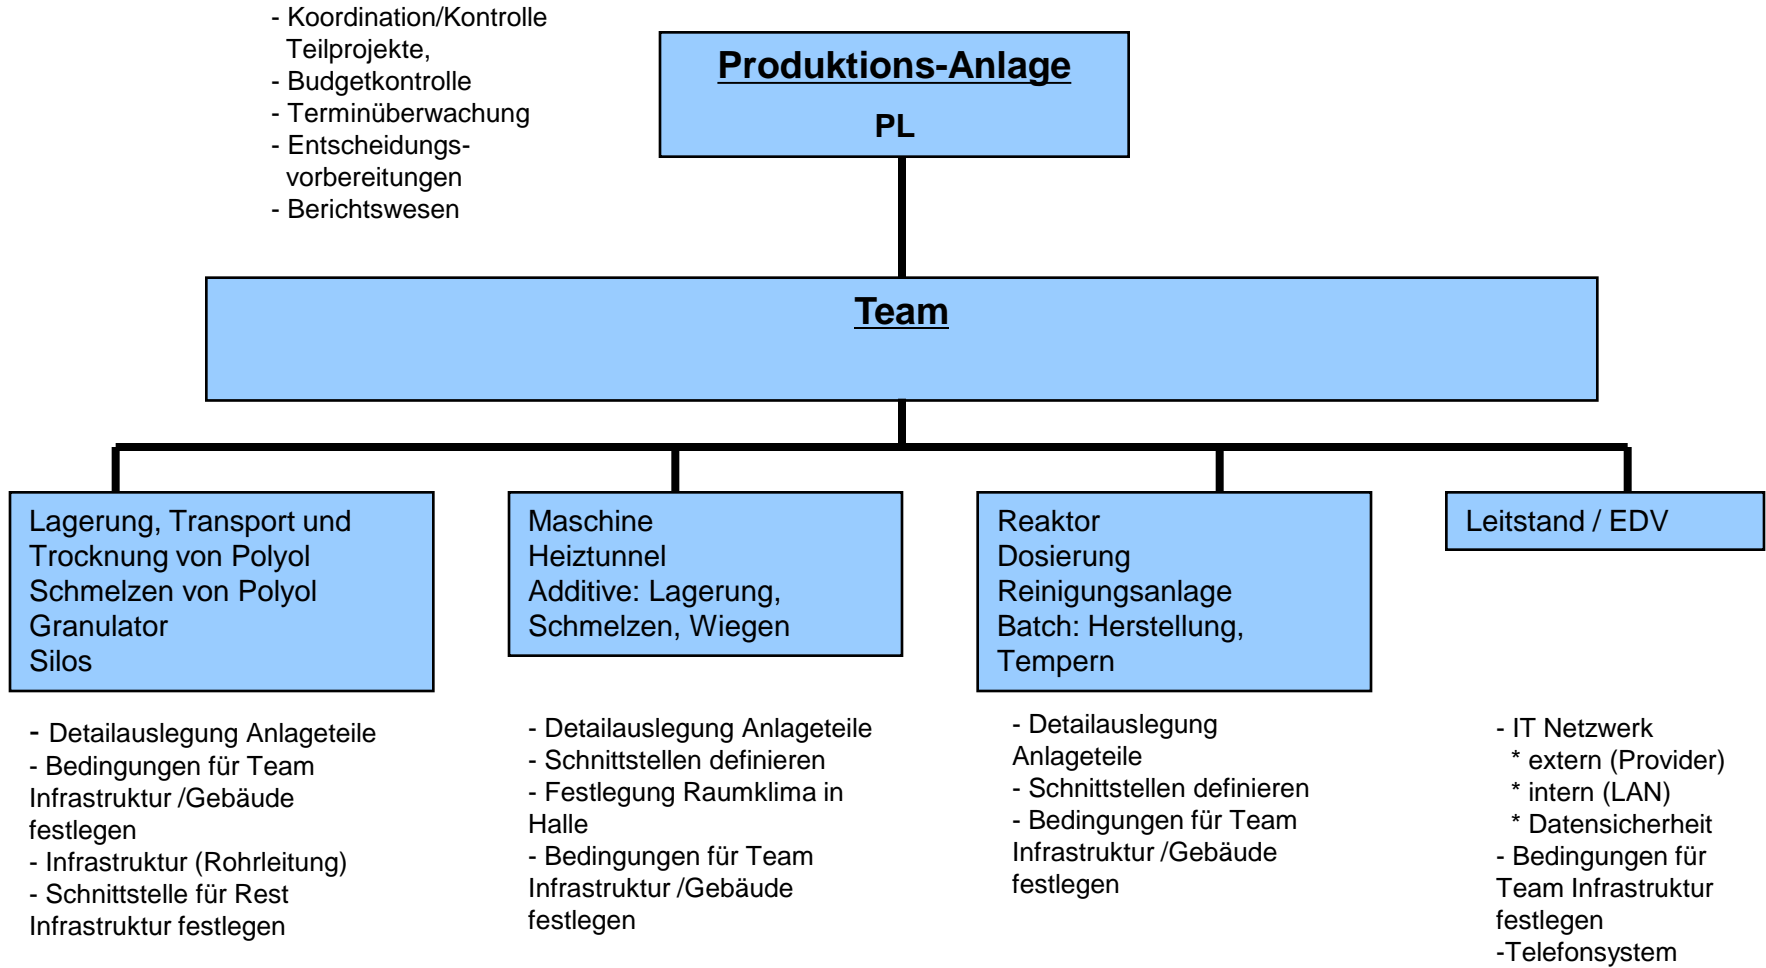 - Koordination/Kontrolle
Teilprojekte,
- Budgetkontrolle
- Terminüberwachung
- Entscheidungs-
vorbereitungen
- Berichtswesen
Produktions-Anlage
PL
Team
Lagerung, Transport und
Trocknung von Polyol
Schmelzen von Polyol
Granulator
Silos
- Detailauslegung Anlageteile
- Bedingungen für Team
Infrastruktur /Gebäude
festlegen
- Infrastruktur (Rohrleitung)
- Schnittstelle für Rest
Infrastruktur festlegen
Maschine
Heiztunnel
Additive: Lagerung,
Schmelzen, Wiegen
- Detailauslegung Anlageteile
- Schnittstellen definieren
- Festlegung Raumklima in
Halle
- Bedingungen für Team
Infrastruktur /Gebäude
festlegen
Reaktor
Dosierung
Reinigungsanlage
Batch: Herstellung,
Tempern
- Detailauslegung
Anlageteile
- Schnittstellen definieren
- Bedingungen für Team
Infrastruktur /Gebäude
festlegen
Leitstand / EDV
- IT Netzwerk
* extern (Provider)
* intern (LAN)
* Datensicherheit
- Bedingungen für
Team Infrastruktur
festlegen
-Telefonsystem